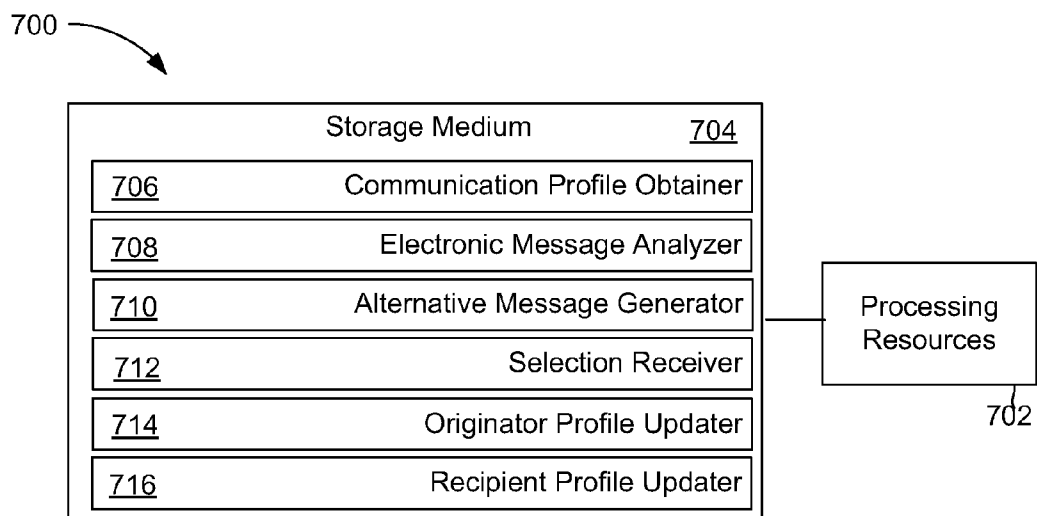 700
Storage Medium 704
706 Communication Profile Obtainer
708 Electronic Message Analyzer
710 Alternative Message Generator
712 Selection Receiver
714 Originator Profile Updater
716 Recipient Profile Updater
Processing
Resources
702